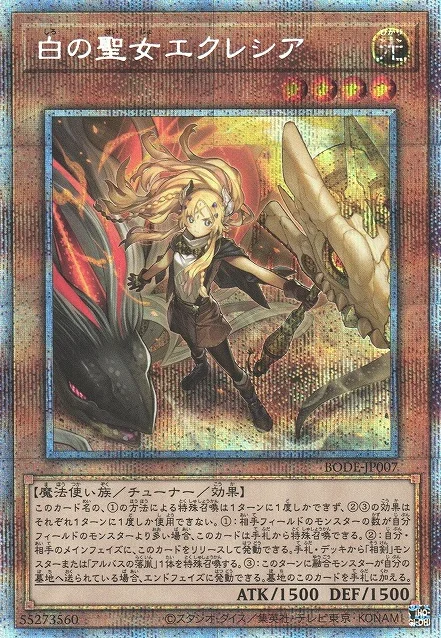 白の聖女エクレシア
光
BODE-JP007
【魔法使い族／チューナー／効果】
このカード名の、①の方法による特殊召喚は1ターンに1度しかできず、②③の効果は
それぞれ1ターンに1度しか使用できない。①:相手フィールドのモンスターの数が自分
フィールドのモンスターより多い場合、このカードは手札から特殊召喚できる。②:自分・
相手のメインフェイズにこのカードをリリースして発動できる。手札・デッキから「相剣」モン
スターまたは「アルバスの落胤」1体を特殊召喚する。③:このターンに融合モンスターが自分の
墓地へ送られている場合、エンドフェイズに発動できる。墓地のこのカードを手札に加える。
ATK/1500 DEF/1500
55273560
©スタジオ・ダイス／集英社・テレビ東京・KONAMI